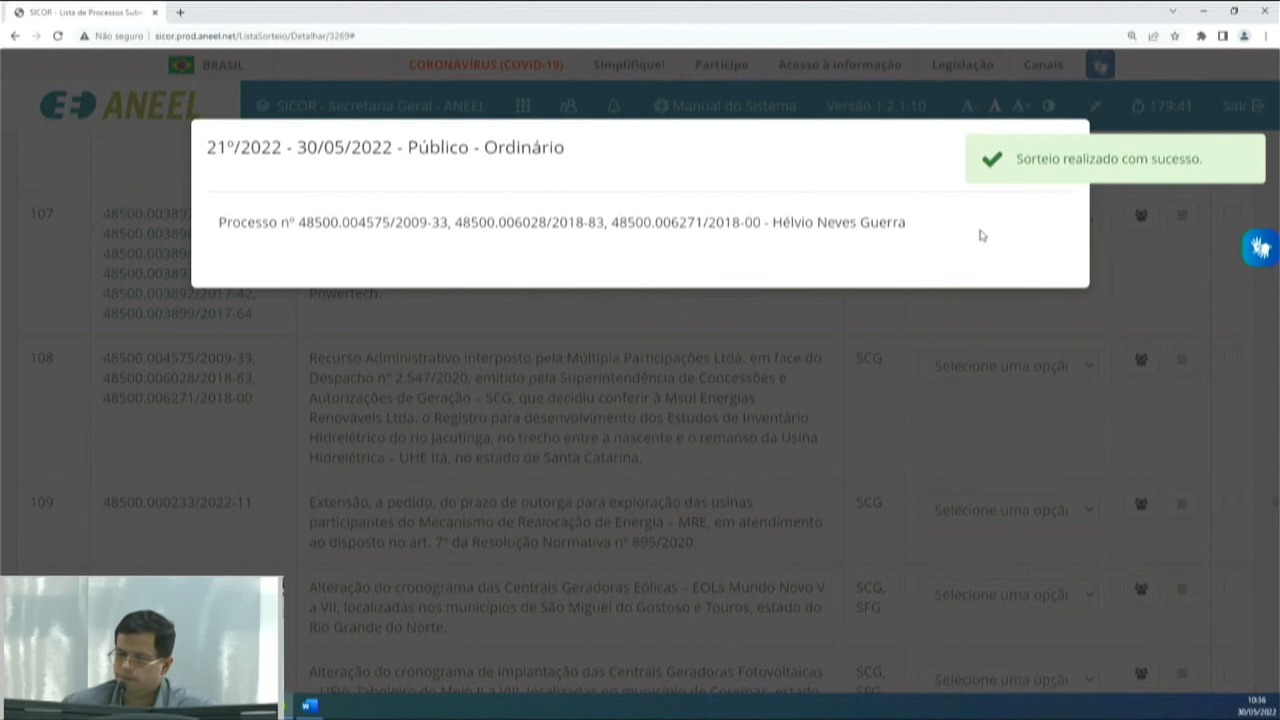 SICOR - Lista de Processos Subm
Não seguro | sicor.prod.aneel.net/ListaSorteio/Detalhar/3269#
BRASIL CORONAVÍRUS (COVID-19) Simplifique! Participe Acesso à informação Legislação Canais
ANEEL SICOR - Secretaria Geral - ANEEL Manual do Sistema Versão 1.2.1.10 A- A A+ 179:41 Sair
21º/2022 - 30/05/2022 - Público - Ordinário
Sorteio realizado com sucesso.
Processo nº 48500.004575/2009-33, 48500.006028/2018-83, 48500.006271/2018-00 - Hélvio Neves Guerra
107
48500.003892/2017-42,
Powertech.
48500.003899/2017-64
108 48500.004575/2009-33, Recurso Administrativo interposto pela Múltipla Participações Ltda. em face do SCG Selecione uma opçã
48500.006028/2018-83, Despacho nº 2.547/2020, emitido pela Superintendência de Concessões e
48500.006271/2018-00 Autorizações de Geração – SCG, que decidiu conferir à Msul Energias
Renováveis Ltda. o Registro para desenvolvimento dos Estudos de Inventário
Hidrelétrico do rio Jacutinga, no trecho entre a nascente e o remanso da Usina
Hidrelétrica – UHE Itá, no estado de Santa Catarina.
109 48500.000233/2022-11 Extensão, a pedido, do prazo de outorga para exploração das usinas SCG Selecione uma opçã
participantes do Mecanismo de Realocação de Energia – MRE, em atendimento
ao disposto no art. 7º da Resolução Normativa nº 895/2020.
Alteração do cronograma das Centrais Geradoras Eólicas – EOLs Mundo Novo V SCG, Selecione uma opçã
a VII, localizadas nos municípios de São Miguel do Gostoso e Touros, estado do SFG
Rio Grande do Norte.
Alteração do cronograma de implantação das Centrais Geradoras Fotovoltaicas SCG, Selecione uma opçã
10:36
30/05/2022